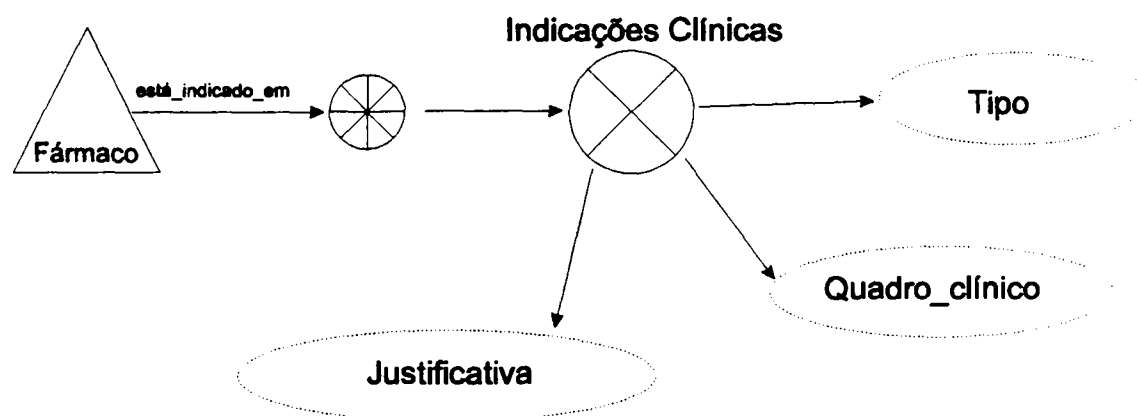 Indicações Clínicas
está_indicado_em
Tipo
Fármaco
Quadro_clínico
Justificativa